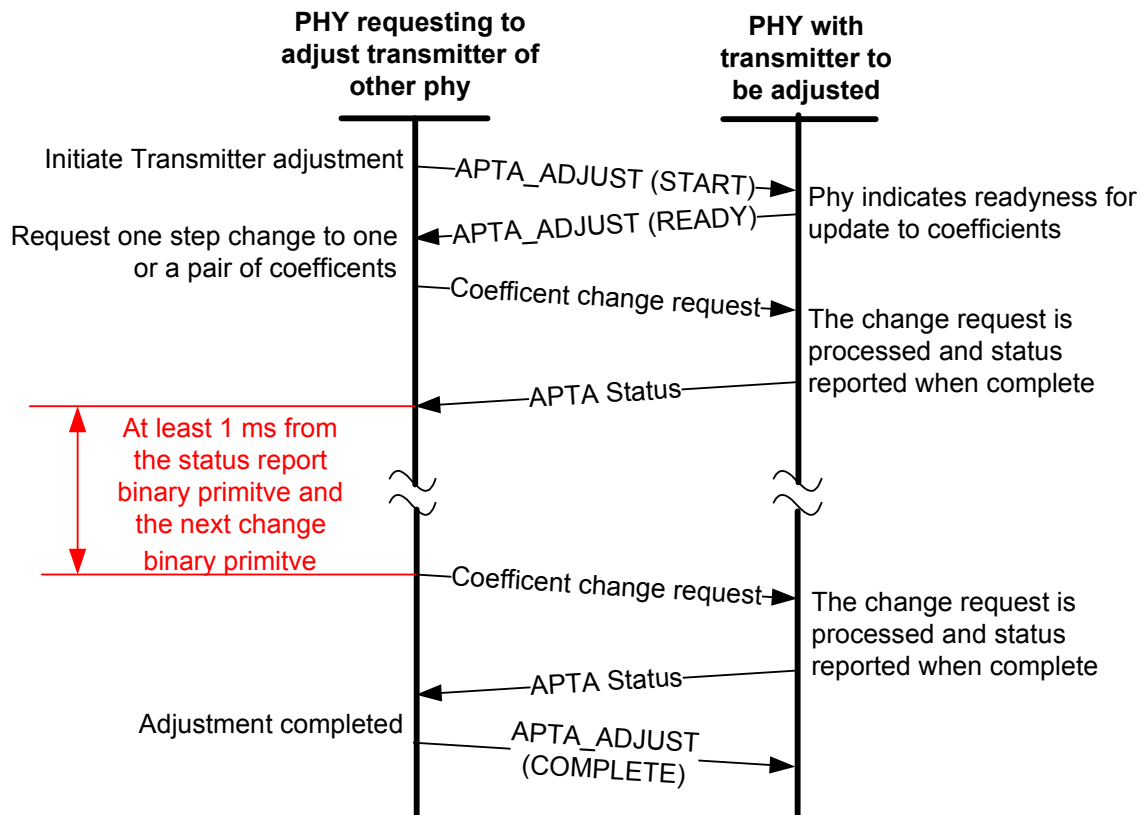 PHY requesting to
adjust transmitter of
other phy
PHY with
transmitter to
be adjusted
Initiate Transmitter adjustment
APTA_ADJUST (START)
Phy indicates readyness for
update to coefficients
APTA_ADJUST (READY)
Request one step change to one
or a pair of coefficents
Coefficent change request
The change request is
processed and status
reported when complete
APTA Status
At least 1 ms from
the status report
binary primitve and
the next change
binary primitve
Coefficent change request
The change request is
processed and status
reported when complete
APTA Status
Adjustment completed
APTA_ADJUST
(COMPLETE)